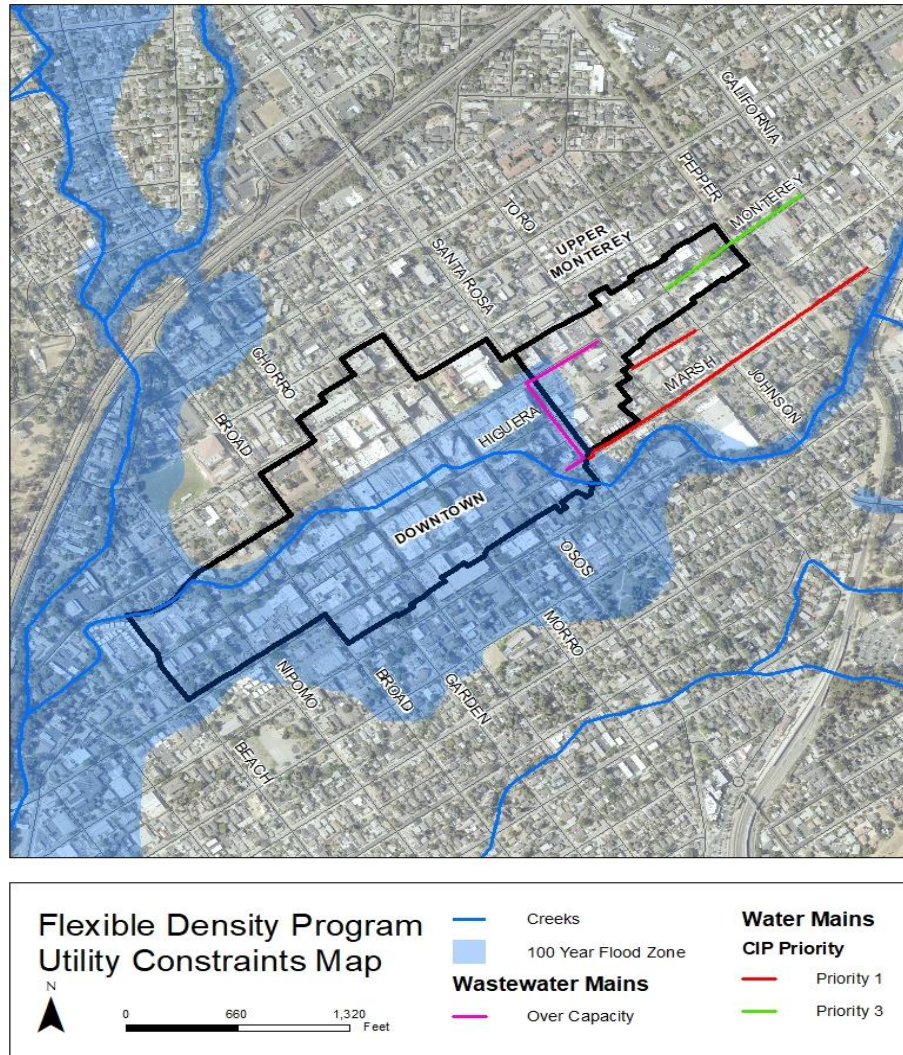 CALIFORNIA
PEPPER
MONTEREY
TORO
UPPER
MONTEREY
SANTA ROSA
CHORRO
BROAD
HIGUERA
MARSH
JOHNSON
DOWNTOWN
OSOS
MORRO
GARDEN
BROAD
NIPOMO
BEACH
Flexible Density Program
Utility Constraints Map
N
0 660 1,320
Feet
Creeks
100 Year Flood Zone
Wastewater Mains
Over Capacity
Water Mains
CIP Priority
Priority 1
Priority 3